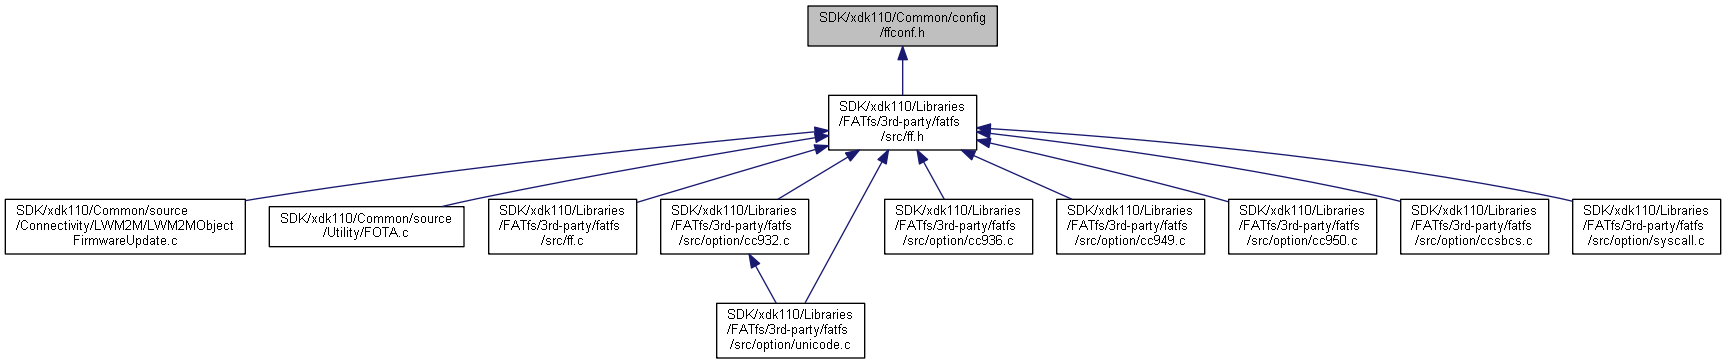 SDK/xdk110/Common/config
/ffconf.h
SDK/xdk110/Libraries
/FATfs/3rd-party/fatfs
/src/ff.h
SDK/xdk110/Common/source
/Connectivity/LWM2M/LWM2MObject
FirmwareUpdate.c
SDK/xdk110/Common/source
/Utility/FOTA.c
SDK/xdk110/Libraries
/FATfs/3rd-party/fatfs
/src/ff.c
SDK/xdk110/Libraries
/FATfs/3rd-party/fatfs
/src/option/cc932.c
SDK/xdk110/Libraries
/FATfs/3rd-party/fatfs
/src/option/cc936.c
SDK/xdk110/Libraries
/FATfs/3rd-party/fatfs
/src/option/cc949.c
SDK/xdk110/Libraries
/FATfs/3rd-party/fatfs
/src/option/cc950.c
SDK/xdk110/Libraries
/FATfs/3rd-party/fatfs
/src/option/ccsbcs.c
SDK/xdk110/Libraries
/FATfs/3rd-party/fatfs
/src/option/syscall.c
SDK/xdk110/Libraries
/FATfs/3rd-party/fatfs
/src/option/unicode.c